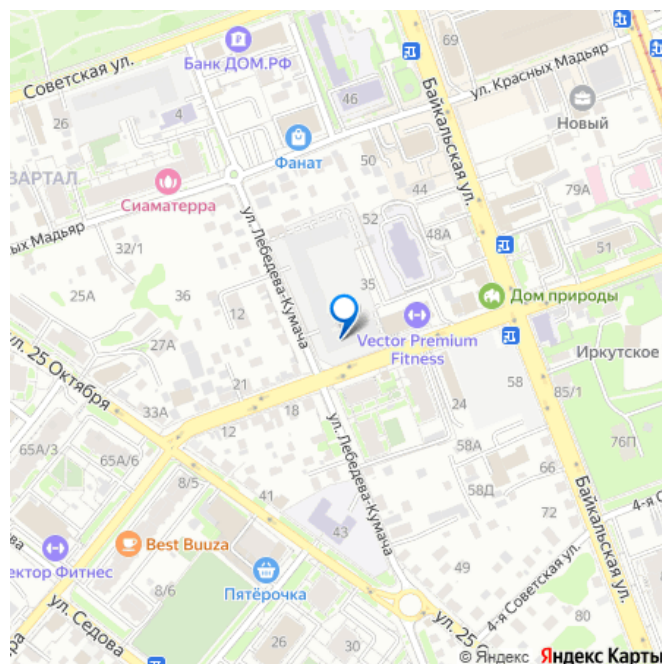 69
Советская ул.
Банк ДОМ.РФ
Байкальская ул.
ул. Красных Мадьяр
26
4
46
Новый
Фанат
50
ЗАРТАЛ
Сиаматерра
44
79А
52
48А
51
ых Мадьяр
32/1
ул. Лебедева-Кумача
35
25А
36
12
Дом природы
Vector Premium
Fitness
Иркутское
27А
ул. 25 Октября
21
58
85/1
33А
18
24
12
58А
76П
65А/3
65А/6
ул. Лебедева-Кумача
66
8/5
41
58Д
Байкальская ул.
72
43
Best Buuza
ектор Фитнес
Пятёрочка
49
4-я Советская ул.
8/6
ул. Седова
80
26
30
ул. 25
© Яндекс
Яндекс Карты